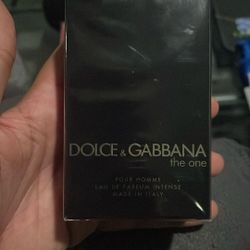 DOLCE & GABBANA
the one
POUR HOMME
EAU DE PARFUM INTENSE
MADE IN ITALY